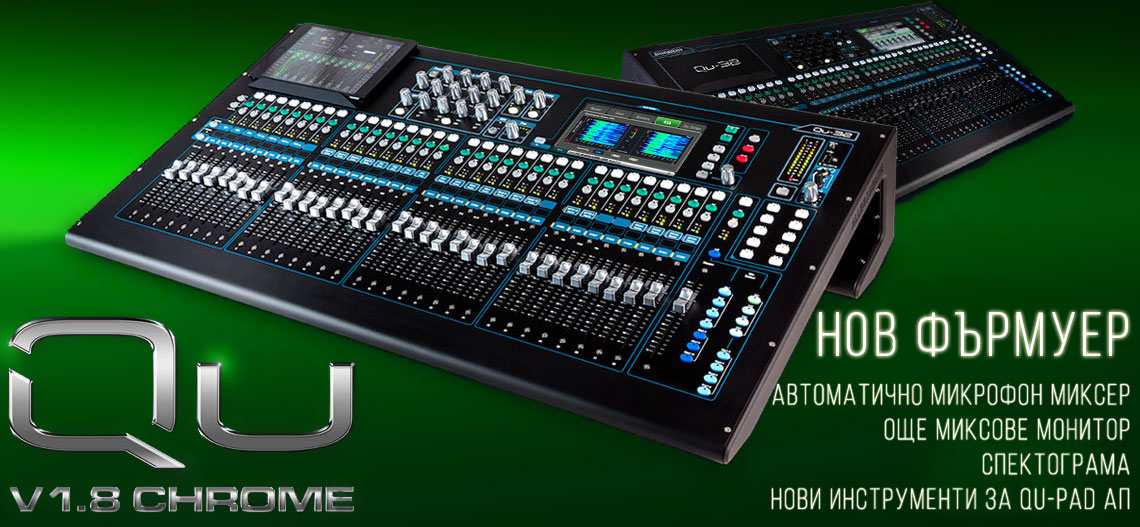 Qu-32
Qu-32
НОВ ФЪРМУЕР
АВТОМАТИЧНО МИКРОФОН МИКСЕР
ОЩЕ МИКСОВЕ МОНИТОР
СПЕКТОГРАМА
НОВИ ИНСТРУМЕНТИ ЗА QU-PAD АП
QU
V1.8 CHROME